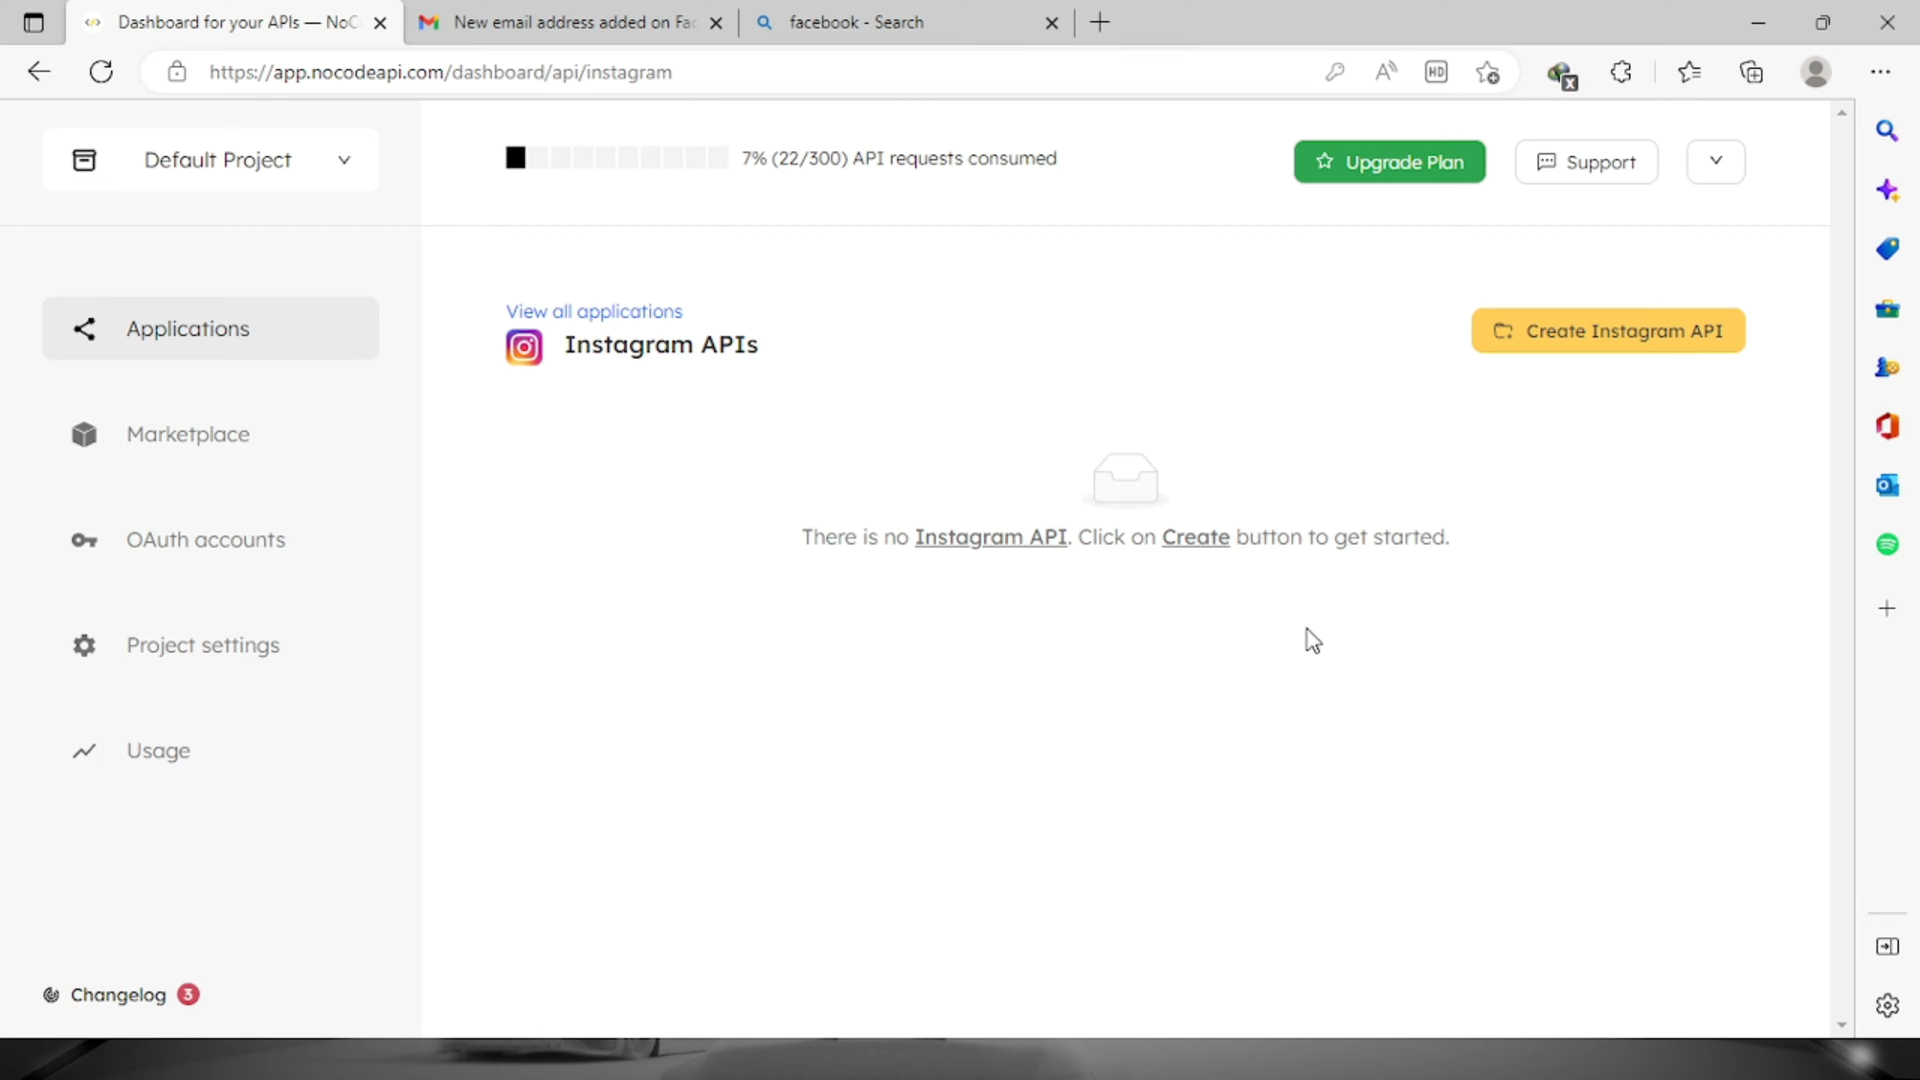 Dashboard for your APIs — NoC
New email address added on Fac
facebook - Search
https://app.nocodeapi.com/dashboard/api/instagram
HD
Default Project
7% (22/300) API requests consumed
Upgrade Plan
Support
Applications
View all applications
Instagram APIs
Create Instagram API
Marketplace
There is no Instagram API. Click on Create button to get started.
OAuth accounts
Project settings
Usage
Changelog 3